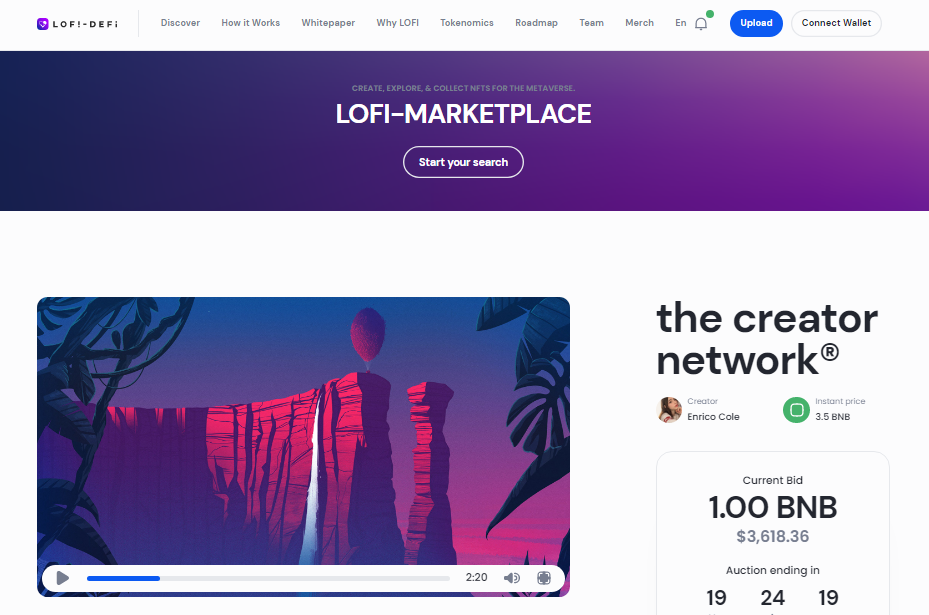 LOF!-DEFi
Discover How it Works Whitepaper Why LOFI Tokenomics Roadmap Team Merch En Upload Connect Wallet
CREATE, EXPLORE, & COLLECT NFTS FOR THE METAVERSE.
LOFI-MARKETPLACE
Start your search
the creator
network®
Creator
Enrico Cole
Instant price
3.5 BNB
Current Bid
1.00 BNB
$3,618.36
Auction ending in
19 24 19
2:20